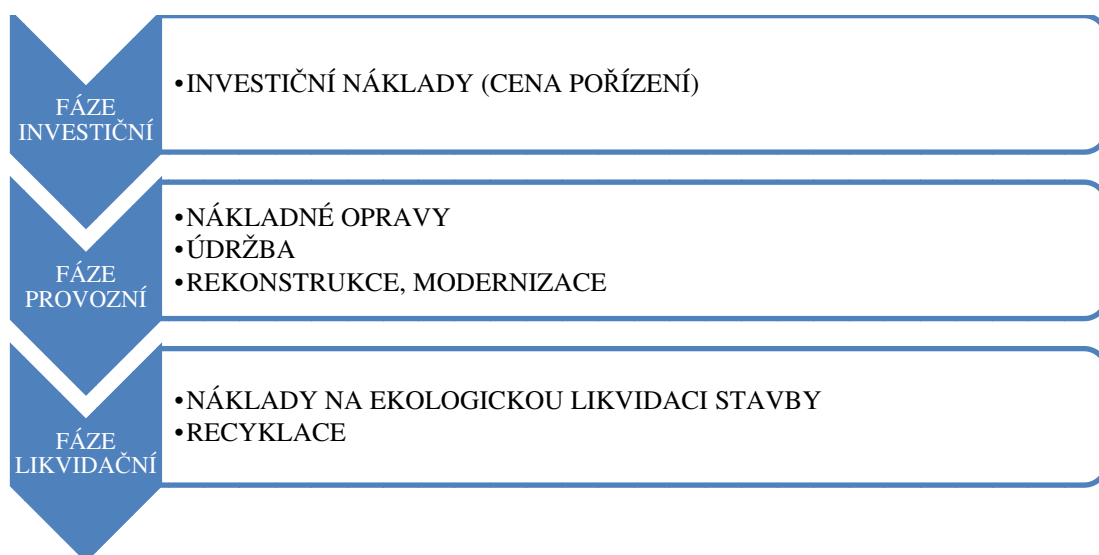 FÁZE
INVESTIČNÍ
•INVESTIČNÍ NÁKLADY (CENA POŘÍZENÍ)
FÁZE
PROVOZNÍ
•NÁKLADNÉ OPRAVY
•ÚDRŽBA
•REKONSTRUKCE, MODERNIZACE
FÁZE
LIKVIDAČNÍ
•NÁKLADY NA EKOLOGICKOU LIKVIDACI STAVBY
•RECYKLACE